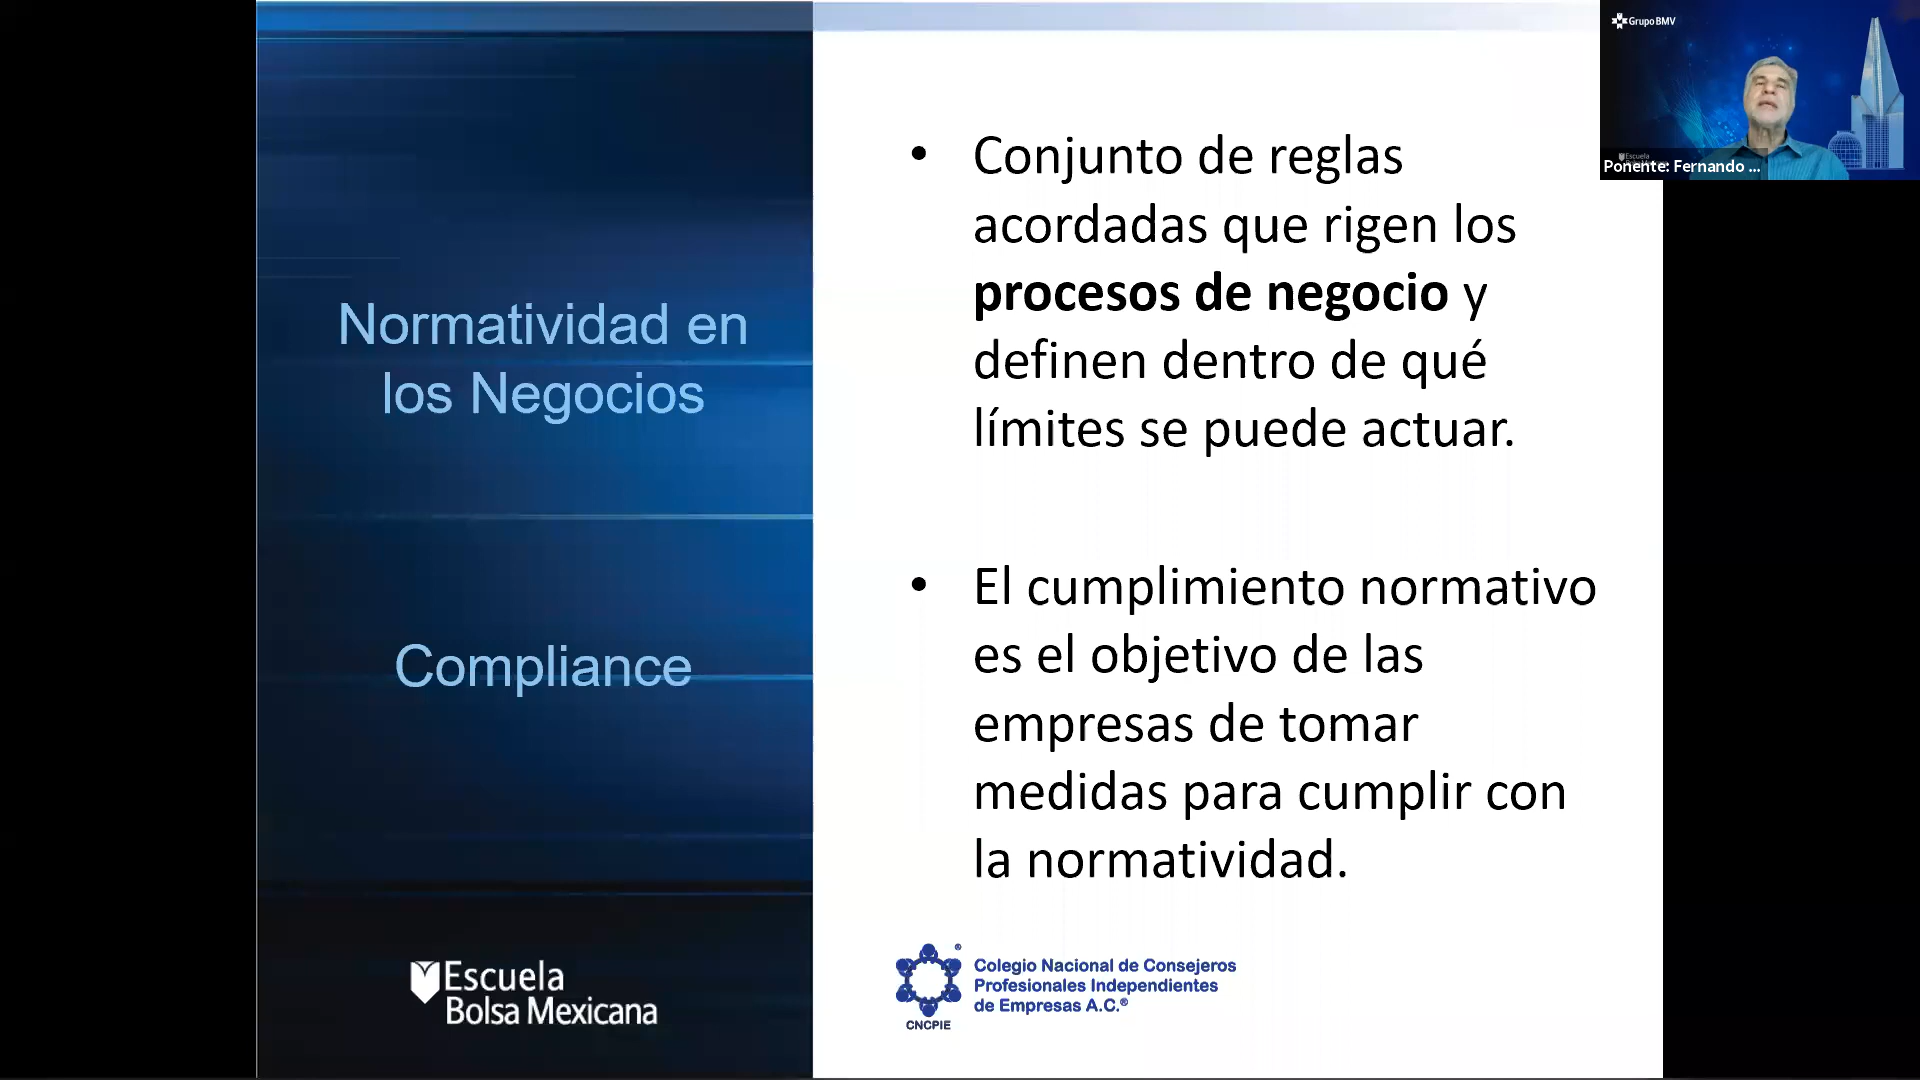 Normatividad en
los Negocios
Compliance
• Conjunto de reglas
acordadas que rigen los
procesos de negocio y
definen dentro de qué
límites se puede actuar.
• El cumplimiento normativo
es el objetivo de las
empresas de tomar
medidas para cumplir con
la normatividad.
Escuela
Bolsa Mexicana
Colegio Nacional de Consejeros
Profesionales Independientes
de Empresas A.C.®
CNCPIE
Grupo BMV
Escuela
Ponente: Fernando ...